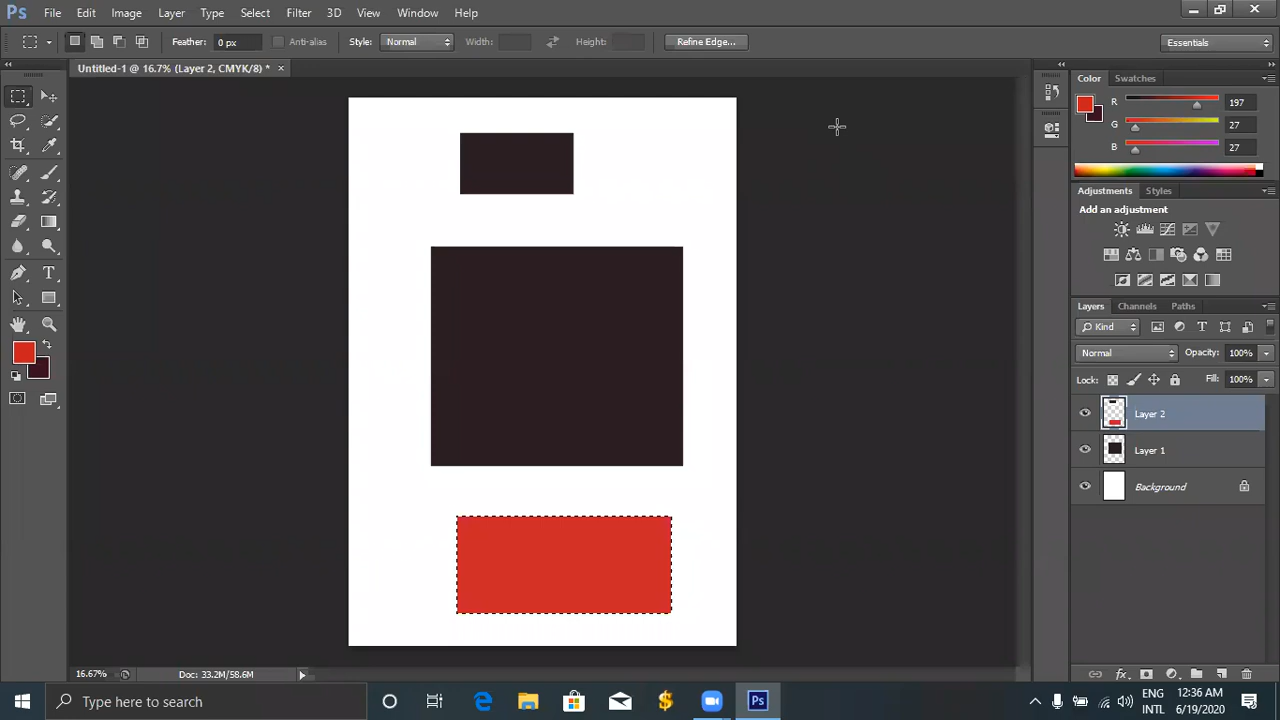 Ps File Edit Image Layer Type Select Filter 3D View Window Help
Feather: 0 px Anti-alias Style: Normal Width: Height: Refine Edge... Essentials
Untitled-1 @ 16.7% (Layer 2, CMYK/8) * ×
Color Swatches
R 197
G 27
B 27
Adjustments Styles
Add an adjustment
Layers Channels Paths
Kind
Normal Opacity: 100%
Lock: Fill: 100%
Layer 2
Layer 1
Background
16.67% Doc: 33.2M/58.6M
Type here to search
ENG 12:36 AM
INTL 6/19/2020